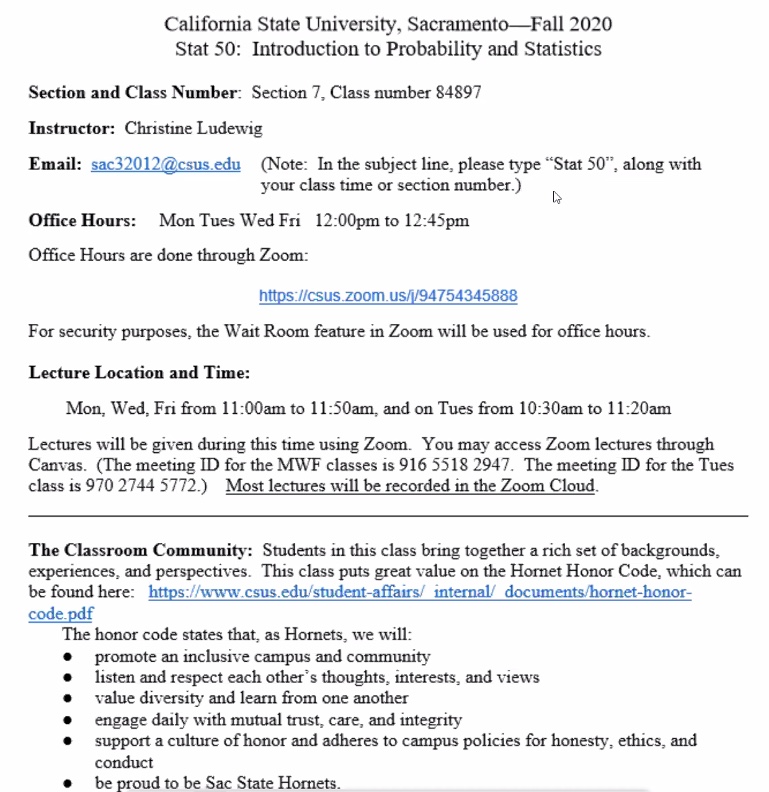 California State University, Sacramento—Fall 2020
Stat 50:  Introduction to Probability and Statistics
Section and Class Number:  Section 7, Class number 84897
Instructor:  Christine Ludewig
Email:  sac32012@csus.edu    (Note:  In the subject line, please type “Stat 50”, along with
your class time or section number.)
Office Hours:    Mon Tues Wed Fri   12:00pm to 12:45pm
Office Hours are done through Zoom:
https://csus.zoom.us/j/94754345888
For security purposes, the Wait Room feature in Zoom will be used for office hours.
Lecture Location and Time:
Mon, Wed, Fri from 11:00am to 11:50am, and on Tues from 10:30am to 11:20am
Lectures will be given during this time using Zoom.  You may access Zoom lectures through
Canvas.  (The meeting ID for the MWF classes is 916 5518 2947.  The meeting ID for the Tues
class is 970 2744 5772.)    Most lectures will be recorded in the Zoom Cloud.
The Classroom Community:  Students in this class bring together a rich set of backgrounds,
experiences, and perspectives.  This class puts great value on the Hornet Honor Code, which can
be found here:   https://www.csus.edu/student-affairs/_internal/_documents/hornet-honor-
code.pdf
The honor code states that, as Hornets, we will:
● promote an inclusive campus and community
● listen and respect each other’s thoughts, interests, and views
● value diversity and learn from one another
● engage daily with mutual trust, care, and integrity
● support a culture of honor and adheres to campus policies for honesty, ethics, and
conduct
● be proud to be Sac State Hornets.